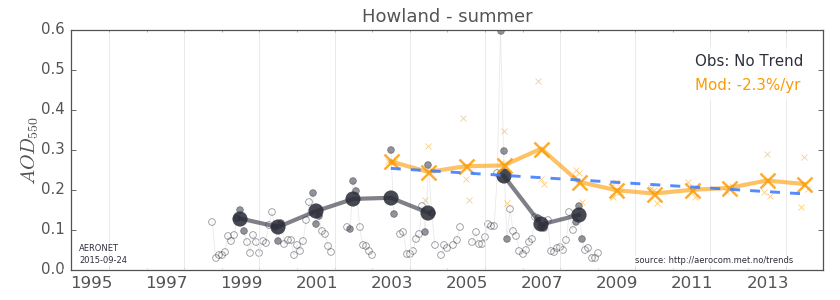 Howland - summer
0.6
0.5
0.4
0.3
0.2
0.1
0.0
AOD550
Obs: No Trend
Mod: -2.3%/yr
AERONET
2015-09-24
source: http://aerocom.met.no/trends
1995 1997 1999 2001 2003 2005 2007 2009 2011 2013